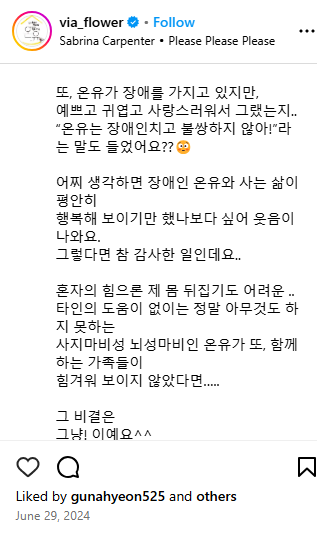 via_flower • Follow
Sabrina Carpenter • Please Please Please
또, 온유가 장애를 가지고 있지만,
예쁘고 귀엽고 사랑스러워서 그랬는지..
“온유는 장애인치고 불쌍하지 않아!”라
는 말도 들었어요??😳
어찌 생각하면 장애인 온유와 사는 삶이
평안히
행복해 보이기만 했나보다 싶어 웃음이
나와요.
그렇다면 참 감사한 일인데요..
혼자의 힘으론 제 몸 뒤집기도 어려운 ..
타인의 도움이 없이는 정말 아무것도 하
지 못하는
사지마비성 뇌성마비인 온유가 또, 함께
하는 가족들이
힘겨워 보이지 않았다면.....
그 비결은
그냥! 이예요^^
Liked by gunahyeon525 and others
June 29, 2024